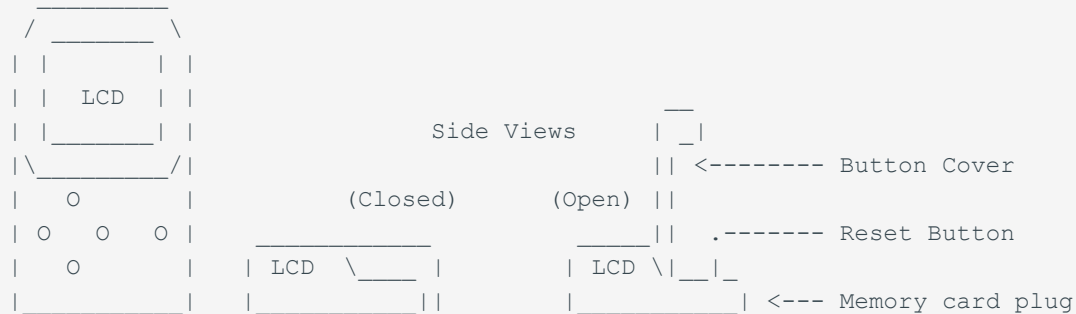 LCD
Side Views
<-------- Button Cover
(Closed) (Open)
O
O O O .------- Reset Button
O LCD LCD
<--- Memory card plug